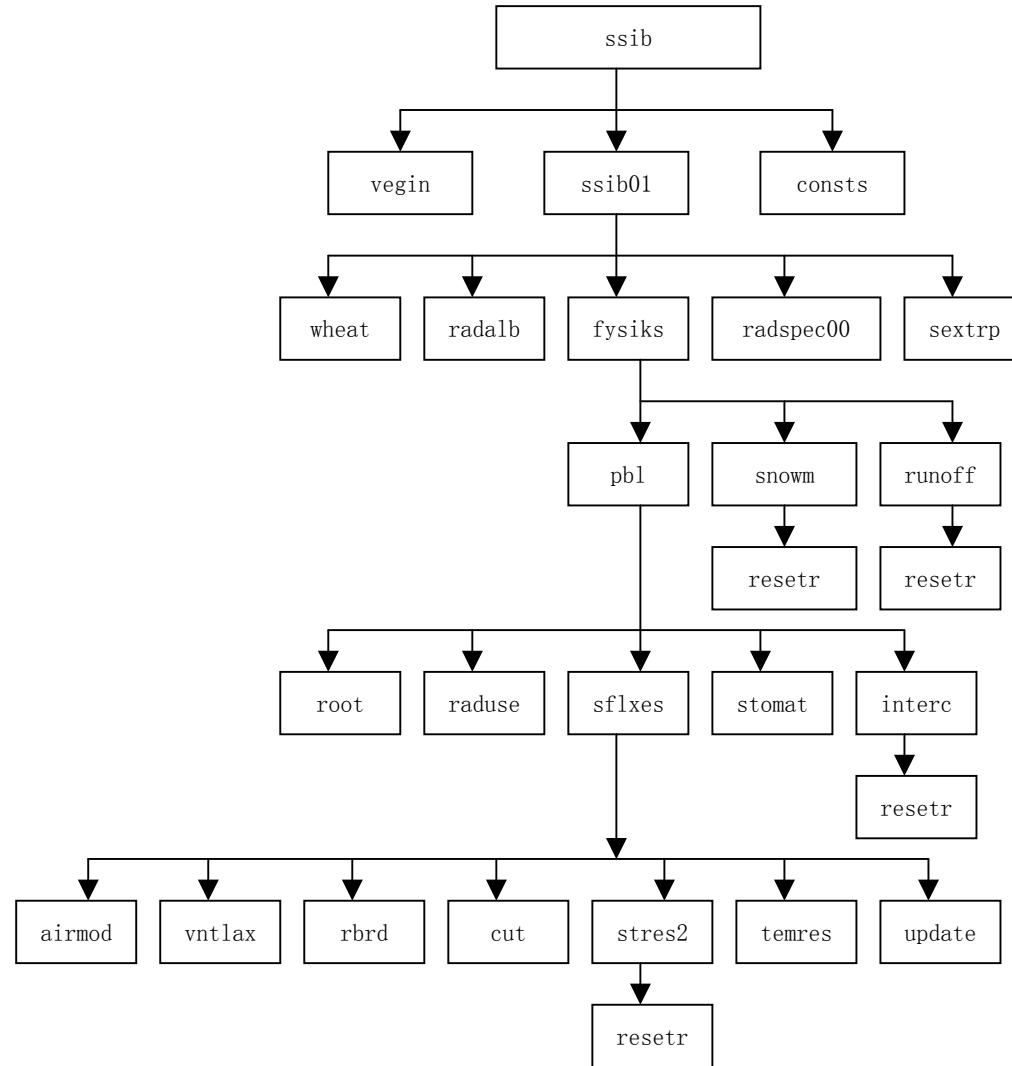 ssib
vegin
ssib01
consts
wheat
radalb
fysiks
radspec00
sextrp
pbl
snowm
runoff
resetr
resetr
root
raduse
sflxes
stomat
interc
resetr
airmod
vntlax
rbrd
cut
stres2
temres
update
resetr